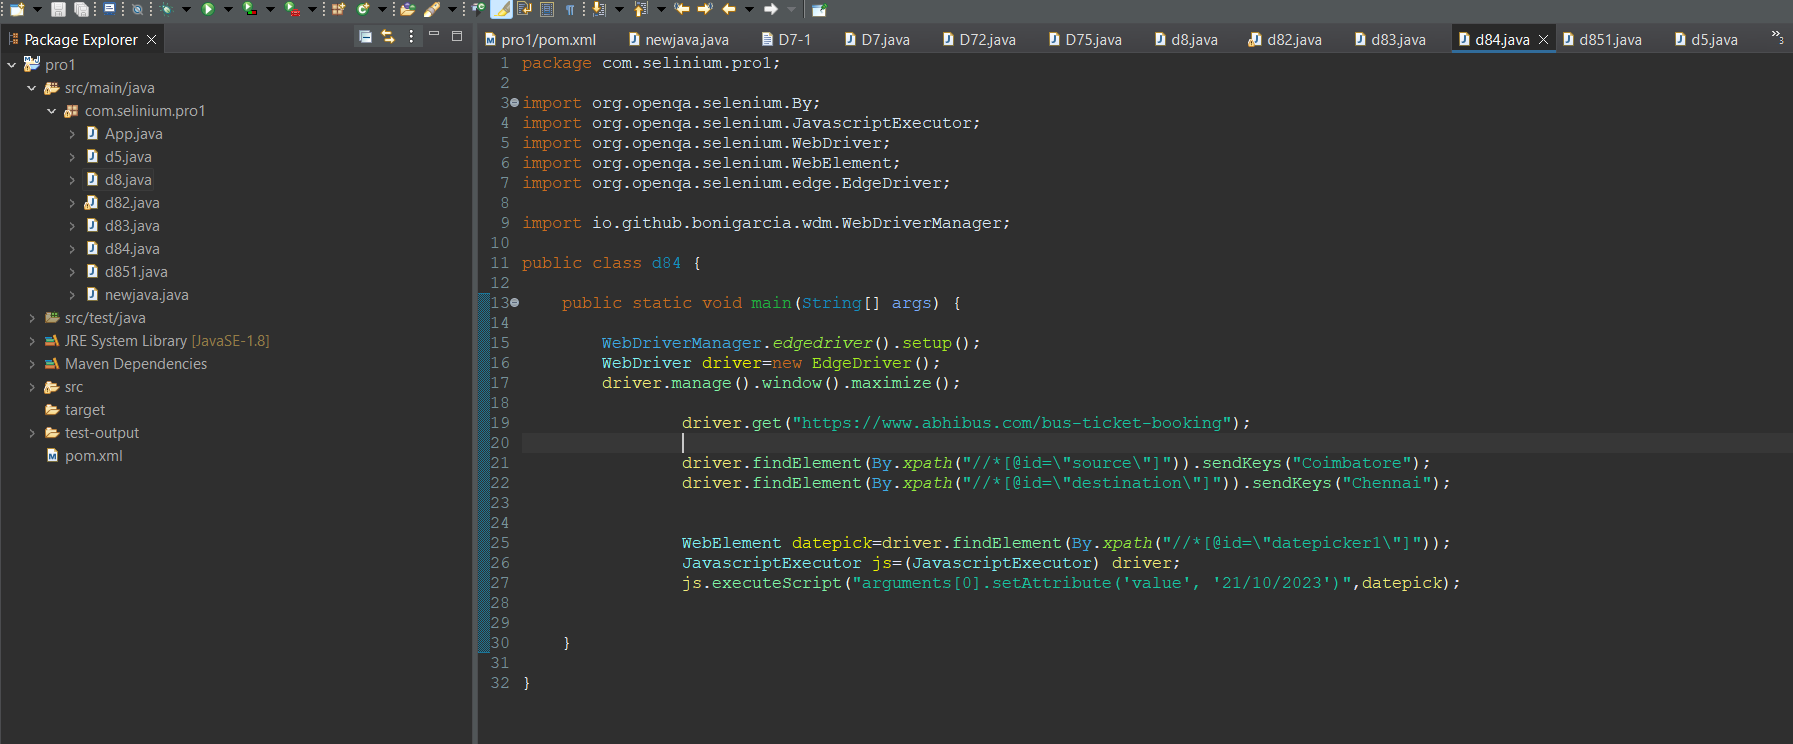 Package Explorer
pro1
src/main/java
com.selinium.pro1
App.java
d5.java
d8.java
d82.java
d83.java
d84.java
d851.java
newjava.java
src/test/java
JRE System Library [JavaSE-1.8]
Maven Dependencies
src
target
test-output
pom.xml
pro1/pom.xml newjava.java D7-1 D7.java D72.java D75.java d8.java d82.java d83.java d84.java d851.java d5.java »3
1 package com.selinium.pro1;
2
3 import org.openqa.selenium.By;
4 import org.openqa.selenium.JavascriptExecutor;
5 import org.openqa.selenium.WebDriver;
6 import org.openqa.selenium.WebElement;
7 import org.openqa.selenium.edge.EdgeDriver;
8
9 import io.github.bonigarcia.wdm.WebDriverManager;
10
11 public class d84 {
12
13 public static void main(String[] args) {
14
15 WebDriverManager.edgedriver().setup();
16 WebDriver driver=new EdgeDriver();
17 driver.manage().window().maximize();
18
19 driver.get("https://www.abhibus.com/bus-ticket-booking");
20
21 driver.findElement(By.xpath("//*[@id=\"source\"]")).sendKeys("Coimbatore");
22 driver.findElement(By.xpath("//*[@id=\"destination\"]")).sendKeys("Chennai");
23
24
25 WebElement datepick=driver.findElement(By.xpath("//*[@id=\"datepicker1\"]"));
26 JavascriptExecutor js=(JavascriptExecutor) driver;
27 js.executeScript("arguments[0].setAttribute('value', '21/10/2023')",datepick);
28
29
30 }
31
32 }